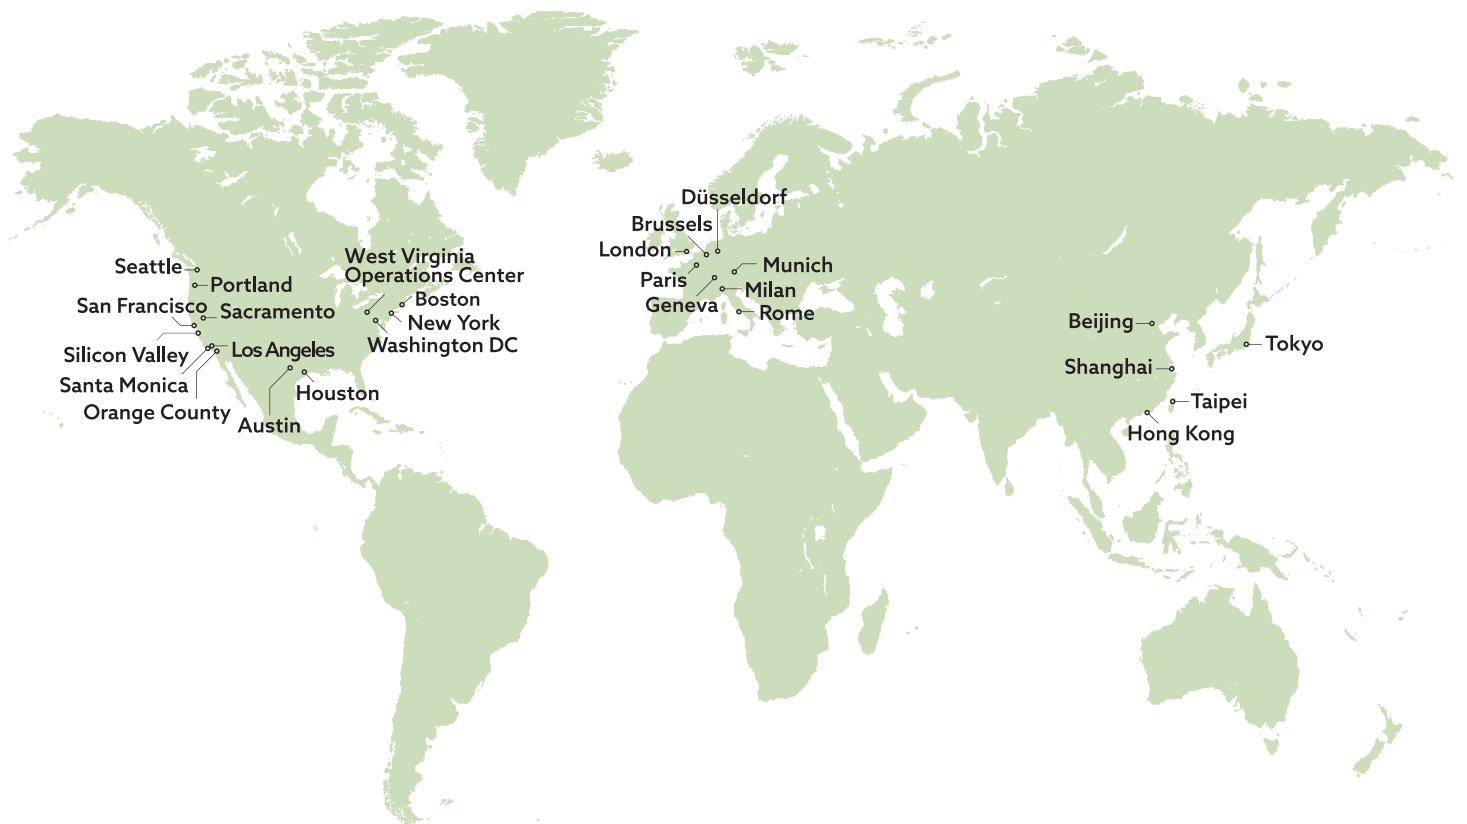 Seattle
Portland
San Francisco
Sacramento
Silicon Valley
Los Angeles
Santa Monica
Orange County
Austin
Houston
West Virginia
Operations Center
Boston
New York
Washington DC
Düsseldorf
Brussels
London
Paris
Munich
Milan
Geneva
Rome
Beijing
Tokyo
Shanghai
Taipei
Hong Kong